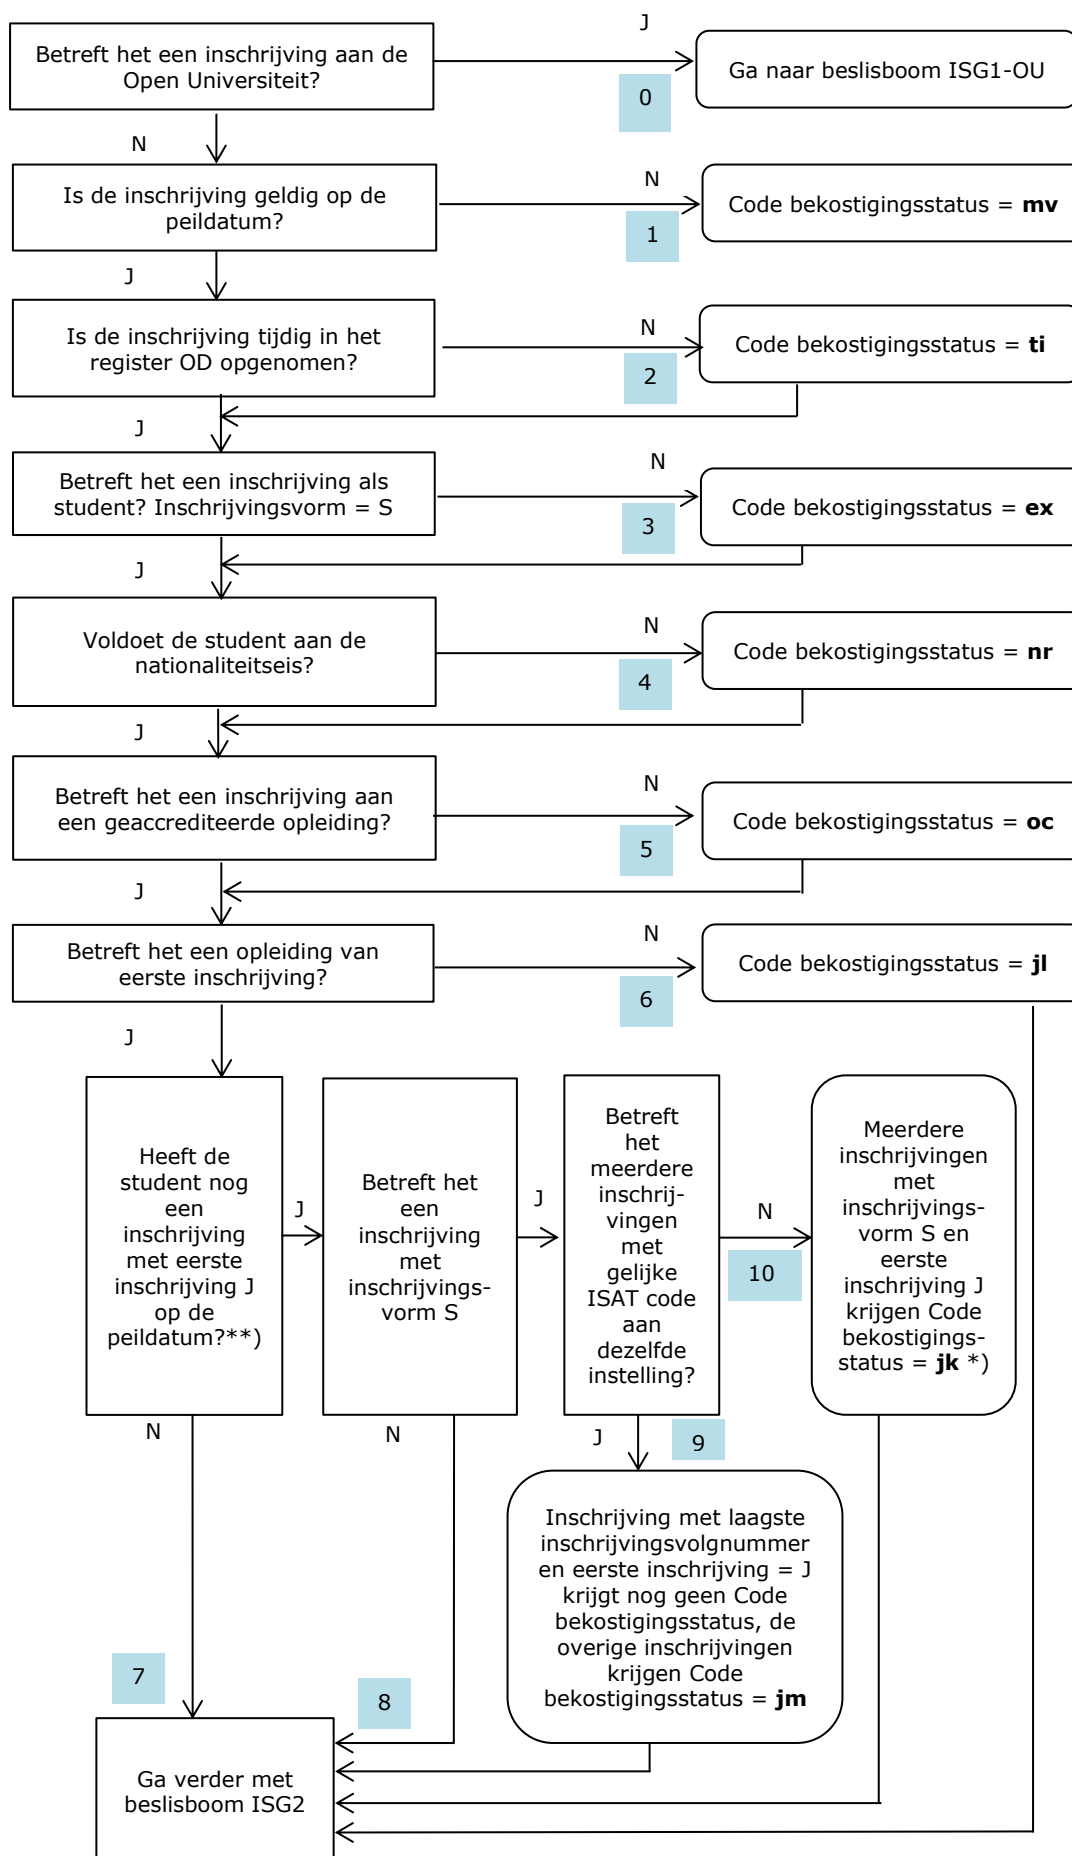 J
Betreft het een inschrijving aan de
Open Universiteit?
Ga naar beslisboom ISG1-OU
0
N
Is de inschrijving geldig op de
peildatum?
N
Code bekostigingsstatus = mv
1
J
Is de inschrijving tijdig in het
register OD opgenomen?
N
Code bekostigingsstatus = ti
2
J
Betreft het een inschrijving als
student? Inschrijvingsvorm = S
N
Code bekostigingsstatus = ex
3
J
Voldoet de student aan de
nationaliteitseis?
N
Code bekostigingsstatus = nr
4
J
Betreft het een inschrijving aan
een geaccrediteerde opleiding?
N
Code bekostigingsstatus = oc
5
J
Betreft het een opleiding van
eerste inschrijving?
N
Code bekostigingsstatus = jl
6
J
Heeft de
student nog
een
inschrijving
met eerste
inschrijving J
op de
peildatum?**)
J
Betreft het
een
inschrijving
met
inschrijvings-
vorm S
J
Betreft
het
meerdere
inschrij-
vingen
met
gelijke
ISAT code
aan
dezelfde
instelling?
N
10
Meerdere
inschrijvingen
met
inschrijvings-
vorm S en
eerste
inschrijving J
krijgen Code
bekostigings-
status = jk *)
N
N
J
9
Inschrijving met laagste
inschrijvingsvolgnummer
en eerste inschrijving = J
krijgt nog geen Code
bekostigingsstatus, de
overige inschrijvingen
krijgen Code
bekostigingsstatus = jm
7
8
Ga verder met
beslisboom ISG2